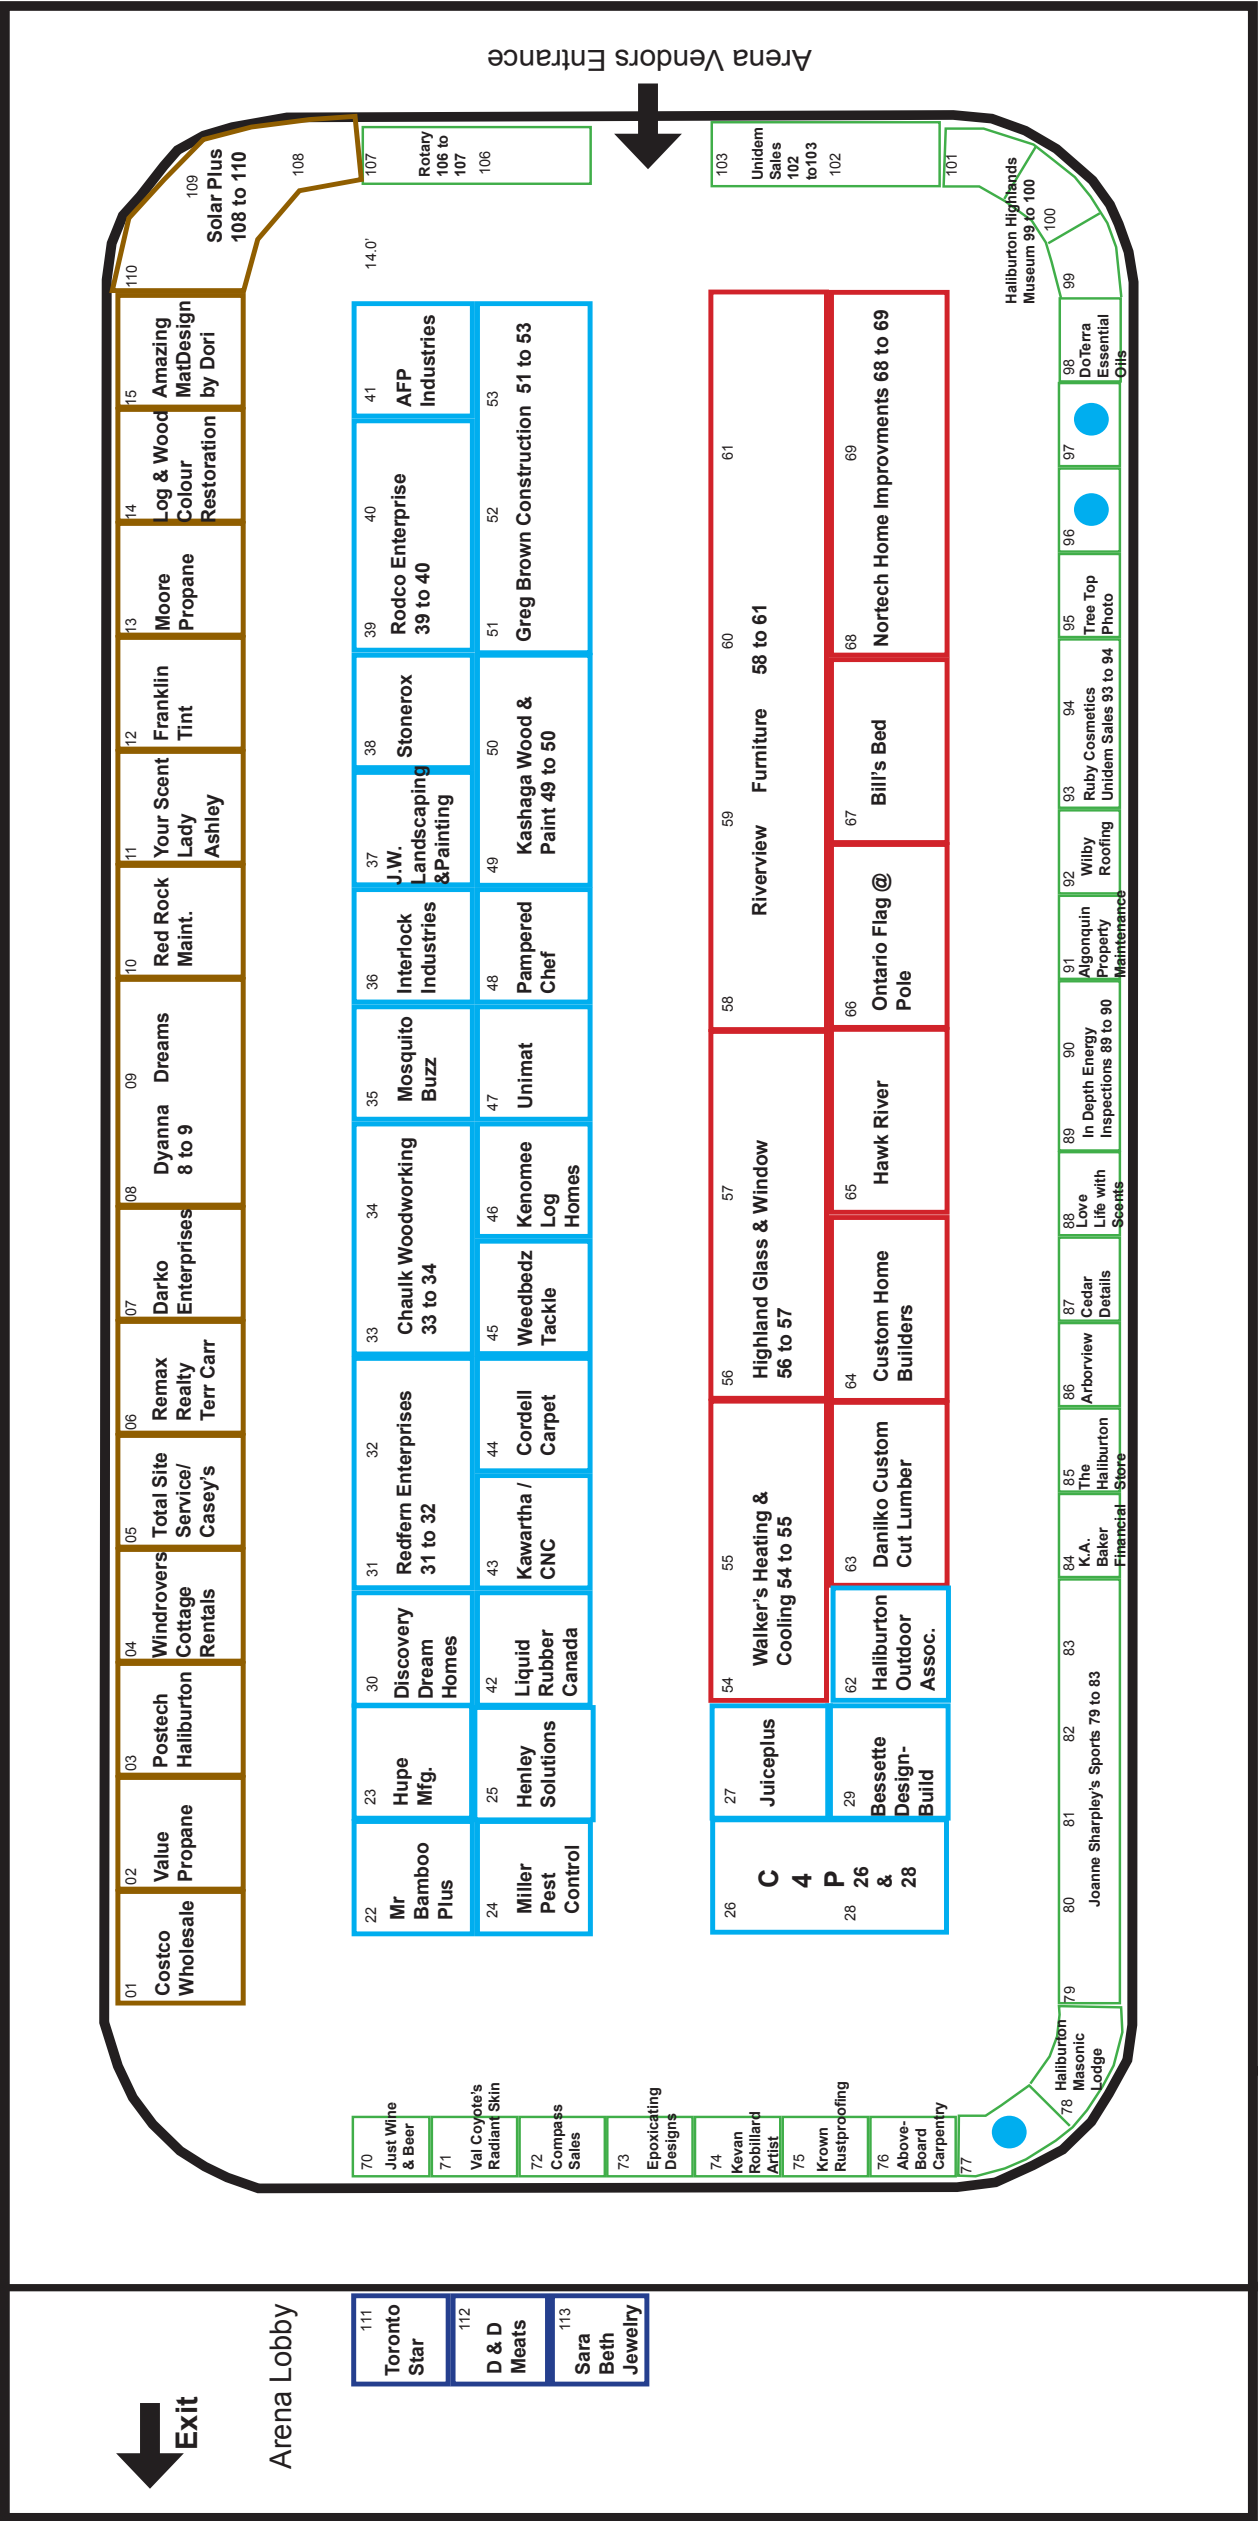 Arena Vendors Entrance
01
Costco
Wholesale
02
Value
Propane
03
Postech
Haliburton
04
Windrovers
Cottage
Rentals
05
Total Site
Service/
Casey's
06
Remax
Realty
Terr Carr
07
Darko
Enterprises
08
09
Dyanna Dreams
8 to 9
10
Red Rock
Maint.
11
Your Scent
Lady
Ashley
12
Franklin
Tint
13
Moore
Propane
14
Log & Wood
Colour
Restoration
15
Amazing
MatDesign
by Dori
110
109
Solar Plus
108 to 110
108
107
Rotary
106 to
107
106
14.0'
22
Mr
Bamboo
Plus
23
Hupe
Mfg.
30
Discovery
Dream
Homes
31
32
Redfern Enterprises
31 to 32
33
34
Chaulk Woodworking
33 to 34
35
Mosquito
Buzz
36
Interlock
Industries
37
J.W.
Landscaping
&Painting
38
Stonerox
39
40
Rodco Enterprise
39 to 40
41
AFP
Industries
24
Miller
Pest
Control
25
Henley
Solutions
42
Liquid
Rubber
Canada
43
Kawartha /
CNC
44
Cordell
Carpet
45
Weedbedz
Tackle
46
Kenomee
Log
Homes
47
Unimat
48
Pampered
Chef
49
50
Kashaga Wood &
Paint 49 to 50
51
52
53
Greg Brown Construction 51 to 53
26
28
C
4
P
26
&
28
27
Juiceplus
54
55
Walker's Heating &
Cooling 54 to 55
56
57
Highland Glass & Window
56 to 57
58
59
60
61
Riverview Furniture 58 to 61
29
Bessette
Design-
Build
62
Haliburton
Outdoor
Assoc.
63
Danilko Custom
Cut Lumber
64
Custom Home
Builders
65
Hawk River
66
Ontario Flag @
Pole
67
Bill's Bed
68
69
Nortech Home Improvments 68 to 69
103
Unidem
Sales
102
to103
102
101
Haliburton Highlands
Museum 99 to 100
100
99
70
Just Wine
& Beer
71
Val Coyote's
Radiant Skin
72
Compass
Sales
73
Epoxicating
Designs
74
Kevan
Robillard
Artist
75
Krown
Rustproofing
76
Above-
Board
Carpentry
77
78
Haliburton
Masonic
Lodge
79
80
81
82
83
Joanne Sharpley's Sports 79 to 83
84
K.A.
Baker
Financial
85
The
Haliburton
Store
86
Arborview
87
Cedar
Details
88
Love
Life with
Scents
89
90
In Depth Energy
Inspections 89 to 90
91
Algonquin
Property
Maintenance
92
Wilby
Roofing
93
94
Ruby Cosmetics
Unidem Sales 93 to 94
95
Tree Top
Photo
96
97
98
DoTerra
Essential
Oils
Exit
Arena Lobby
111
Toronto
Star
112
D & D
Meats
113
Sara
Beth
Jewelry